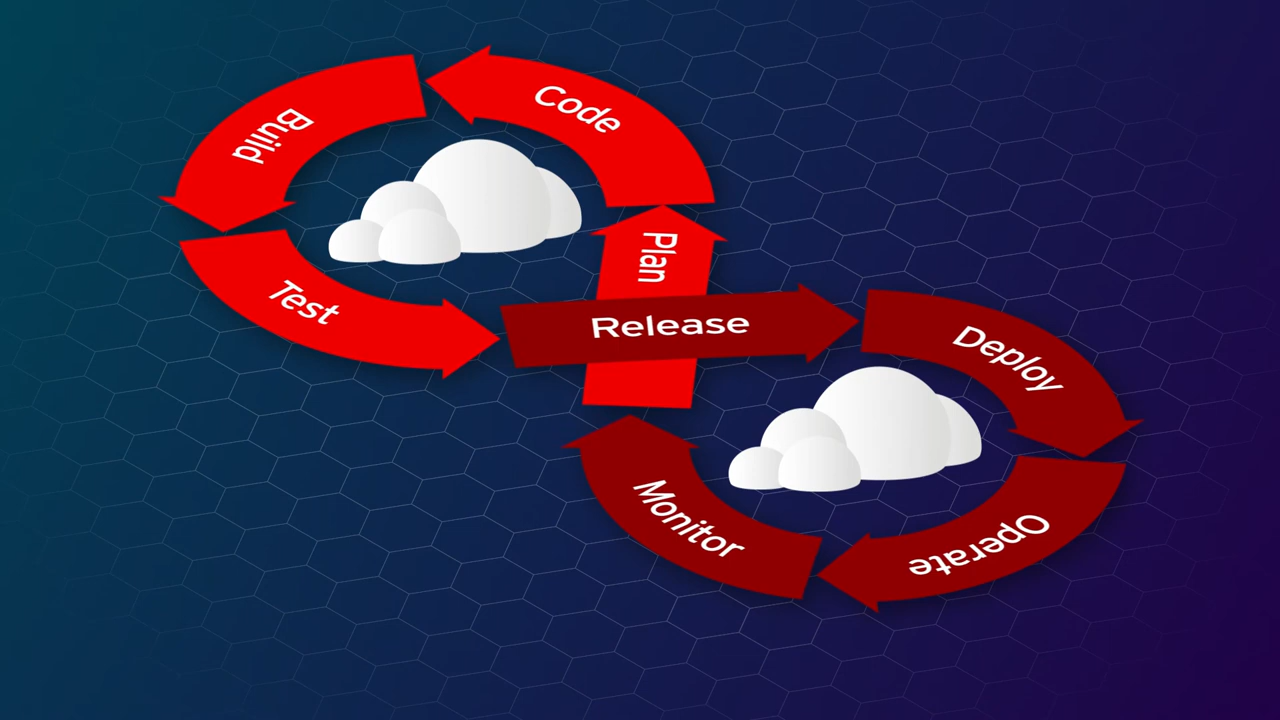 Plan
Code
Build
Test
Release
Deploy
Operate
Monitor